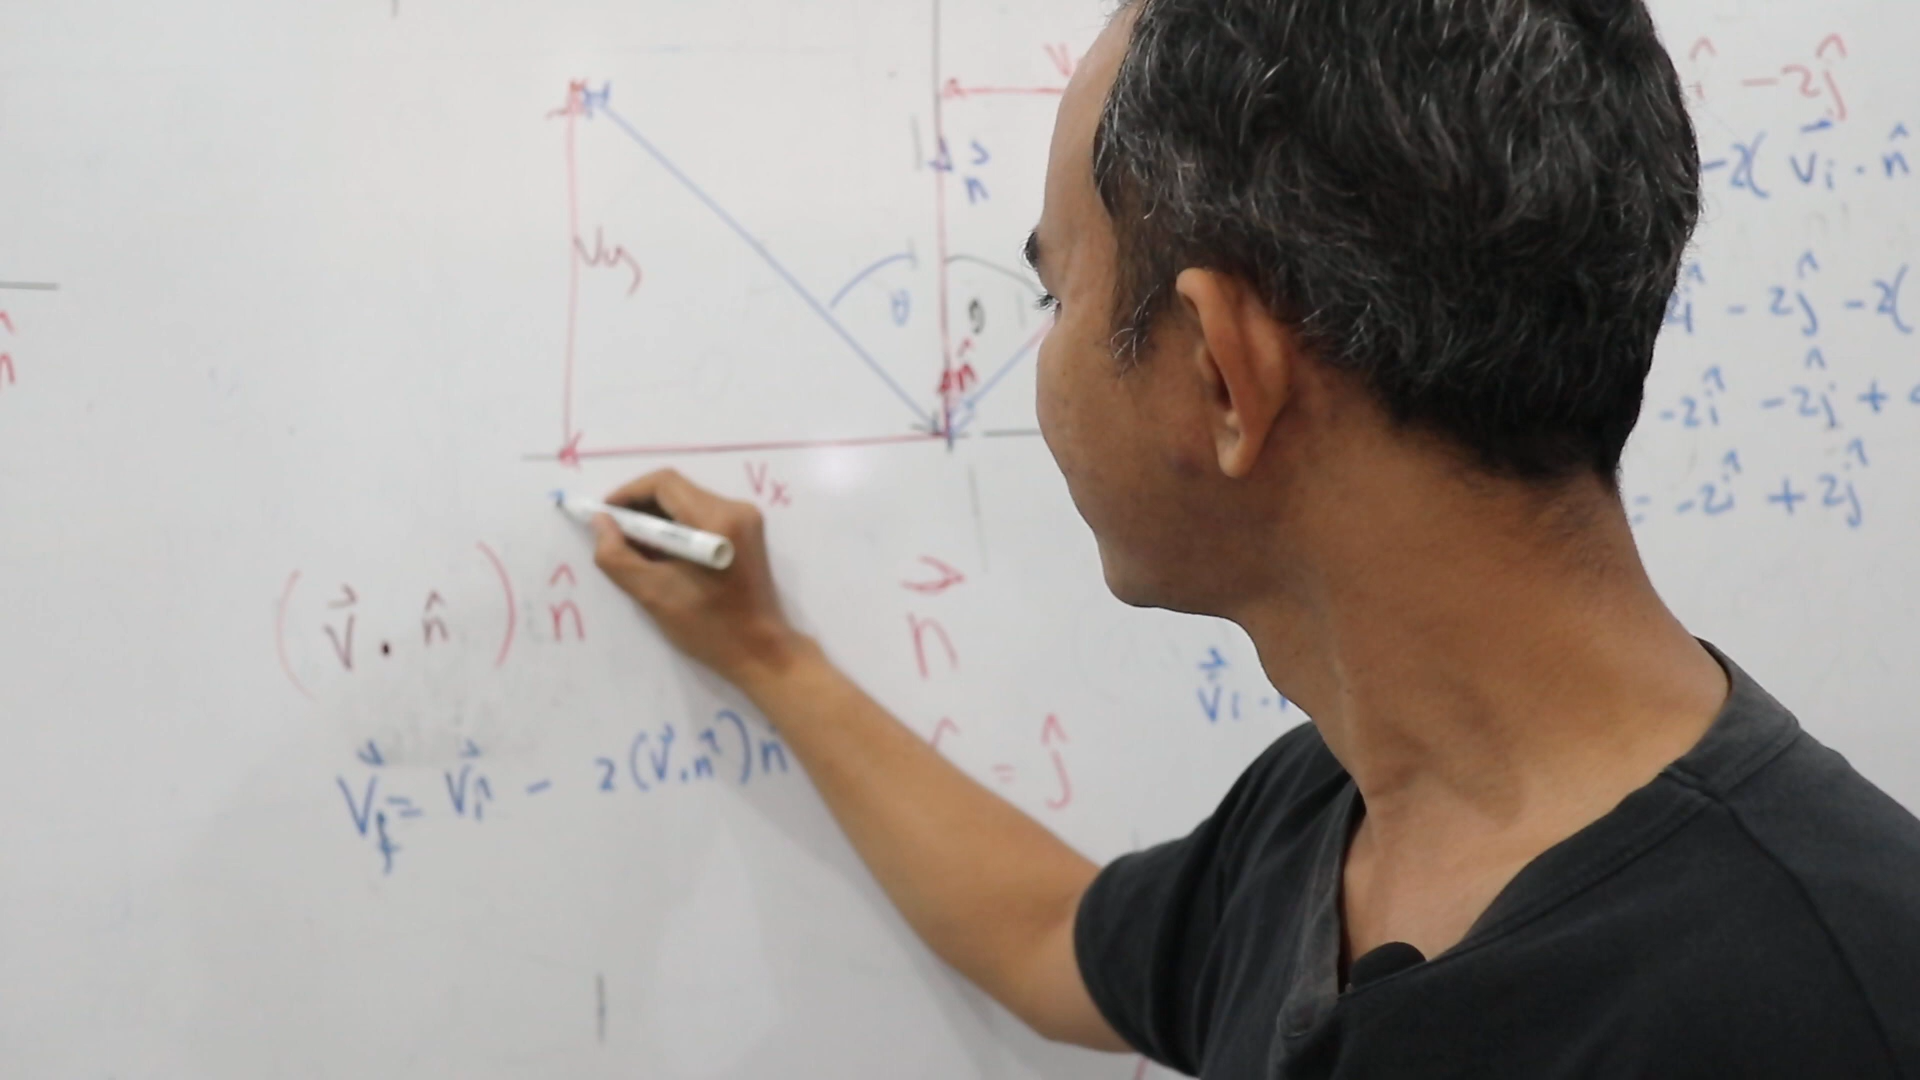 î - 2ĵ
-2( v⃗i . n̂
n⃗
î - 2ĵ -2(
Vy
θ
θ
n̂
n̂
-2î - 2ĵ +
Vx
= -2î + 2ĵ
( v⃗ . n̂ ) n̂
n⃗
v⃗i .
v⃗f = v⃗i - 2(v⃗.n̂)n̂
= ĵ